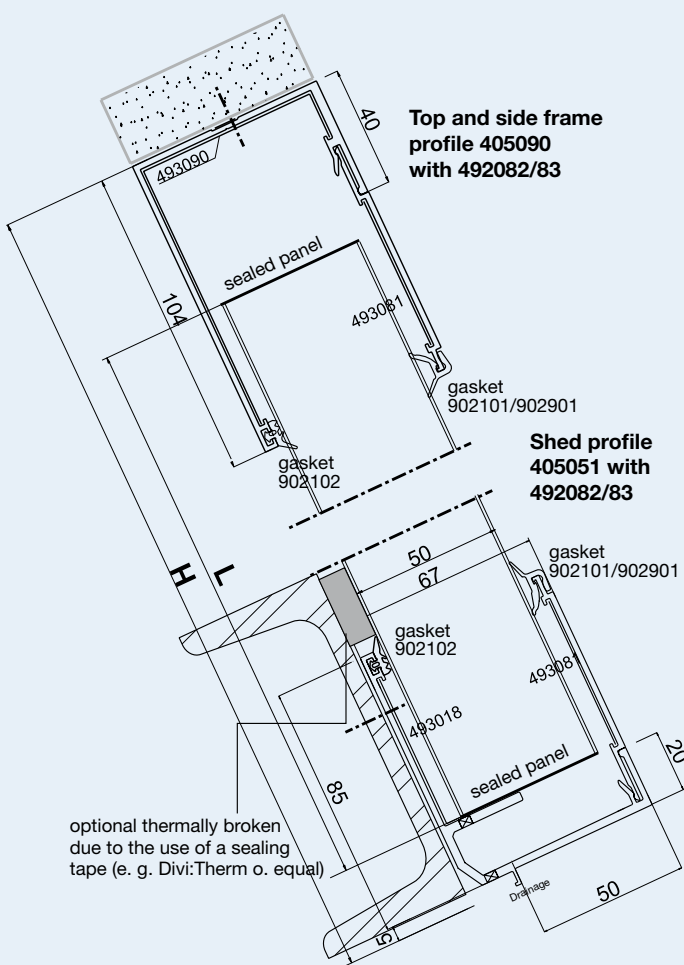 40
Top and side frame
profile 405090
with 492082/83
493090
sealed panel
104
493081
gasket
902101/902901
Shed profile
405051 with
492082/83
gasket
902102
50
67
gasket
902101/902901
H
L
gasket
902102
493081
493018
20
85
sealed panel
optional thermally broken
due to the use of a sealing
tape (e. g. Divi:Therm o. equal)
Drainage
50
5